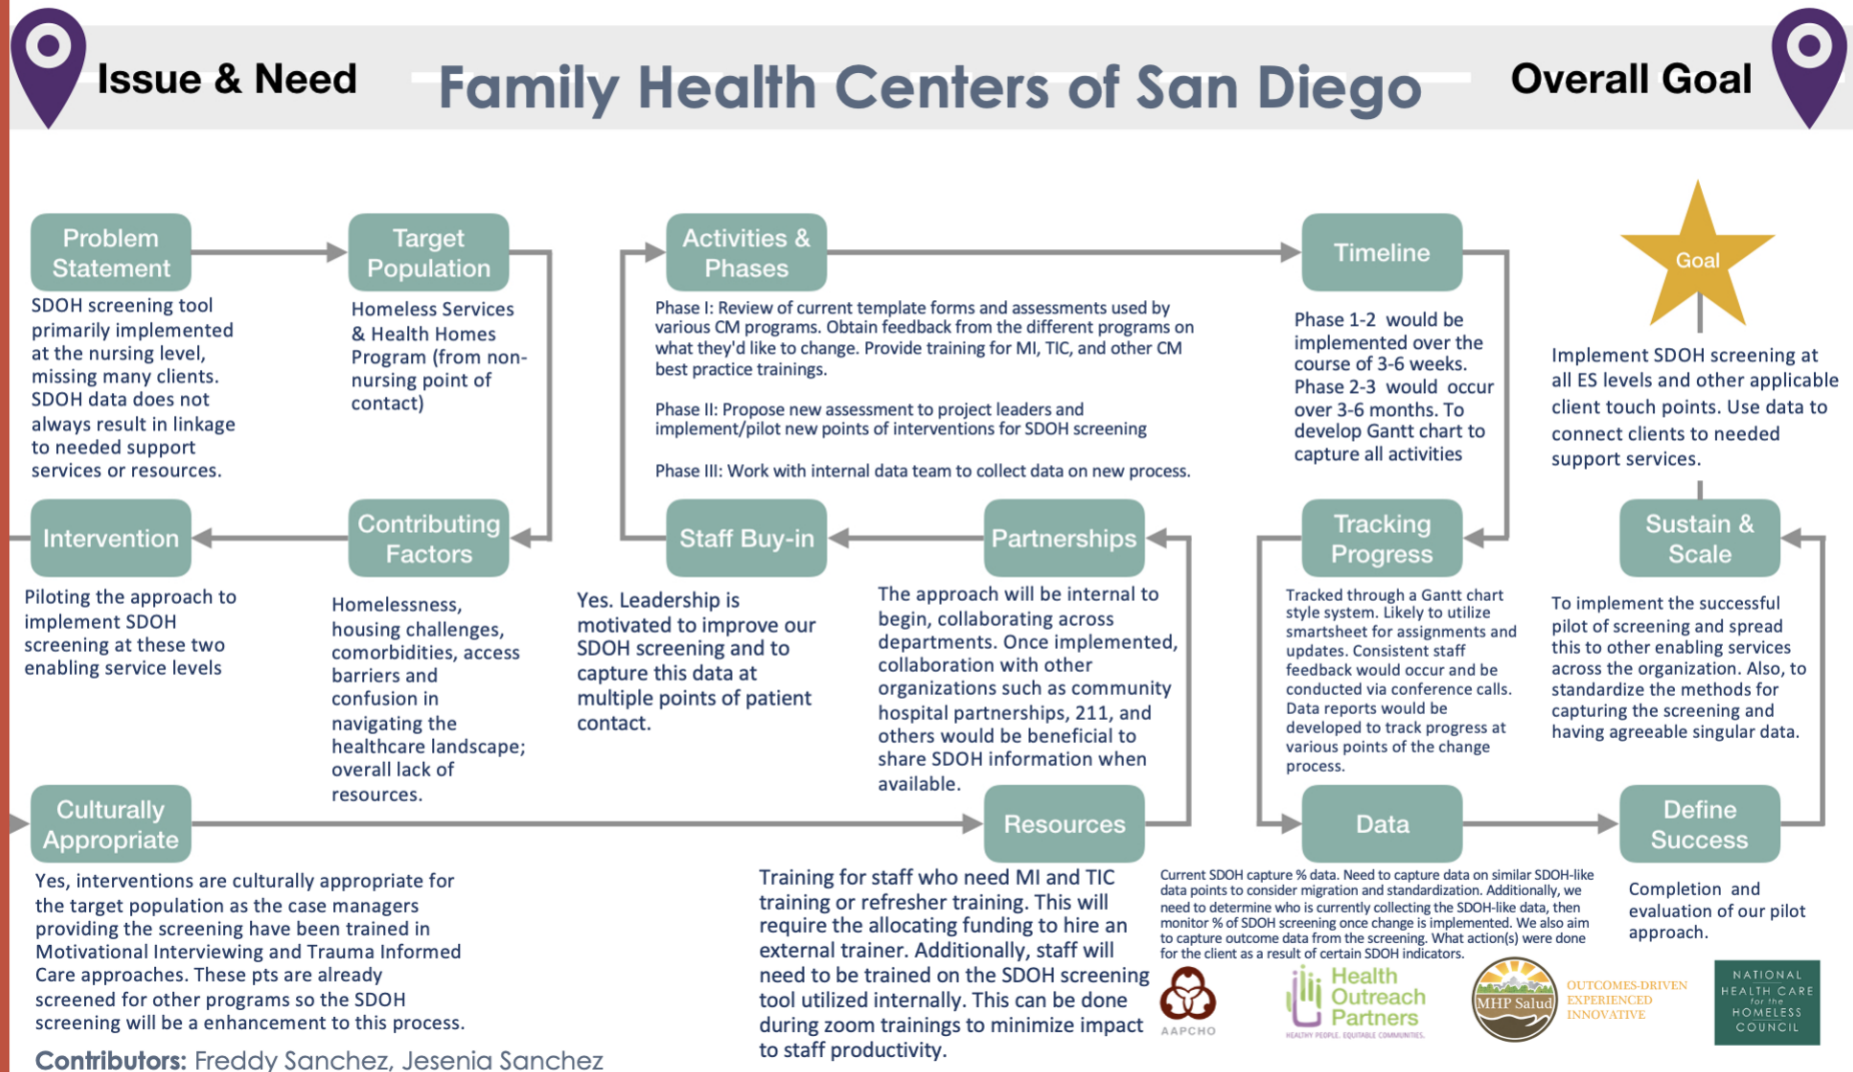 Issue & Need
Family Health Centers of San Diego
Overall Goal
Problem
Statement
SDOH screening tool
primarily implemented
at the nursing level,
missing many clients.
SDOH data does not
always result in linkage
to needed support
services or resources.
Target
Population
Homeless Services
& Health Homes
Program (from non-
nursing point of
contact)
Activities &
Phases
Phase I: Review of current template forms and assessments used by
various CM programs. Obtain feedback from the different programs on
what they'd like to change. Provide training for MI, TIC, and other CM
best practice trainings.
Phase II: Propose new assessment to project leaders and
implement/pilot new points of interventions for SDOH screening
Phase III: Work with internal data team to collect data on new process.
Timeline
Phase 1-2 would be
implemented over the
course of 3-6 weeks.
Phase 2-3 would occur
over 3-6 months. To
develop Gantt chart to
capture all activities
Goal
Implement SDOH screening at
all ES levels and other applicable
client touch points. Use data to
connect clients to needed
support services.
Intervention
Piloting the approach to
implement SDOH
screening at these two
enabling service levels
Contributing
Factors
Homelessness,
housing challenges,
comorbidities, access
barriers and
confusion in
navigating the
healthcare landscape;
overall lack of
resources.
Staff Buy-in
Yes. Leadership is
motivated to improve our
SDOH screening and to
capture this data at
multiple points of patient
contact.
Partnerships
The approach will be internal to
begin, collaborating across
departments. Once implemented,
collaboration with other
organizations such as community
hospital partnerships, 211, and
others would be beneficial to
share SDOH information when
available.
Tracking
Progress
Tracked through a Gantt chart
style system. Likely to utilize
smartsheet for assignments and
updates. Consistent staff
feedback would occur and be
conducted via conference calls.
Data reports would be
developed to track progress at
various points of the change
process.
Sustain &
Scale
To implement the successful
pilot of screening and spread
this to other enabling services
across the organization. Also, to
standardize the methods for
capturing the screening and
having agreeable singular data.
Culturally
Appropriate
Yes, interventions are culturally appropriate for
the target population as the case managers
providing the screening have been trained in
Motivational Interviewing and Trauma Informed
Care approaches. These pts are already
screened for other programs so the SDOH
screening will be a enhancement to this process.
Resources
Training for staff who need MI and TIC
training or refresher training. This will
require the allocating funding to hire an
external trainer. Additionally, staff will
need to be trained on the SDOH screening
tool utilized internally. This can be done
during zoom trainings to minimize impact
to staff productivity.
Data
Current SDOH capture % data. Need to capture data on similar SDOH-like
data points to consider migration and standardization. Additionally, we
need to determine who is currently collecting the SDOH-like data, then
monitor % of SDOH screening once change is implemented. We also aim
to capture outcome data from the screening. What action(s) were done
for the client as a result of certain SDOH indicators.
Define
Success
Completion and
evaluation of our pilot
approach.
Contributors: Freddy Sanchez, Jesenia Sanchez
AAPCHO
Health
Outreach
Partners
HEALTHY PEOPLE. EQUITABLE COMMUNITIES.
MHP Salud
OUTCOMES-DRIVEN
EXPERIENCED
INNOVATIVE
NATIONAL
HEALTH CARE
for the
HOMELESS
COUNCIL